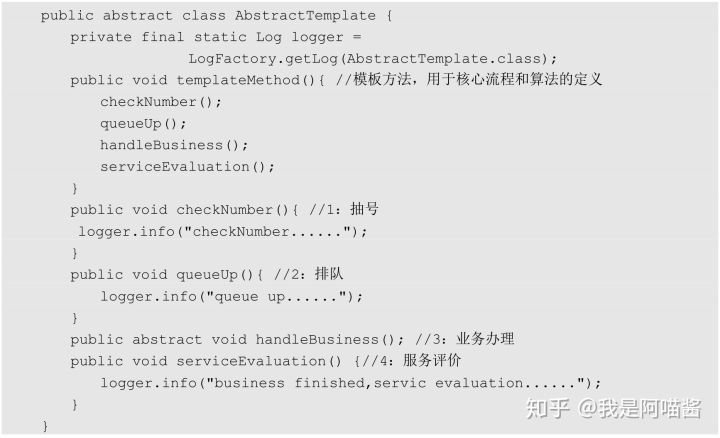 public abstract class AbstractTemplate {
private final static Log logger =
LogFactory.getLog(AbstractTemplate.class);
public void templateMethod(){ //模板方法，用于核心流程和算法的定义
checkNumber();
queueUp();
handleBusiness();
serviceEvaluation();
}
public void checkNumber(){ //1：抽号
logger.info("checkNumber......");
}
public void queueUp(){ //2：排队
logger.info("queue up......");
}
public abstract void handleBusiness(); //3：业务办理
public void serviceEvaluation() {//4：服务评价
logger.info("business finished,servic evaluation......");
}
}
知乎 @我是阿喵酱